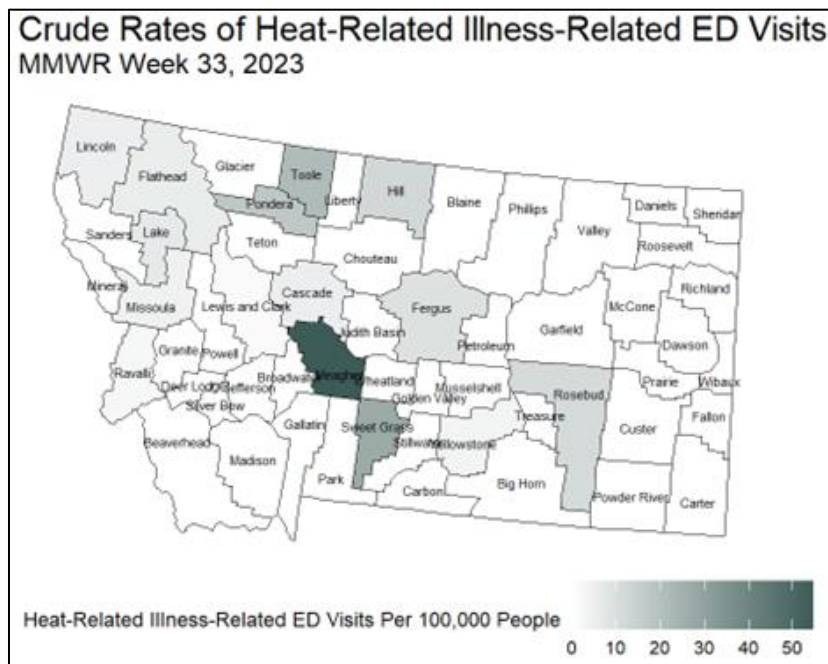 Crude Rates of Heat-Related Illness-Related ED Visits
MMWR Week 33, 2023
Lincoln
Flathead
Glacier
Toole
Pondera
Liberty
Hill
Blaine
Phillips
Valley
Daniels
Sheridan
Roosevelt
Sanders
Lake
Teton
Chouteau
Richland
Mineral
Missoula
Lewis and Clark
Cascade
Fergus
McCone
Garfield
Dawson
Judith Basin
Petroleum
Granite
Powell
Ravalli
Broadwater
Meagher
Wheatland
Musselshell
Golden Valley
Rosebud
Prairie
Wibaux
Deer Lodge
Jefferson
Silver Bow
Treasure
Custer
Fallon
Gallatin
Sweet Grass
Stillwater
Yellowstone
Beaverhead
Madison
Park
Carbon
Big Horn
Powder River
Carter
Heat-Related Illness-Related ED Visits Per 100,000 People
0 10 20 30 40 50